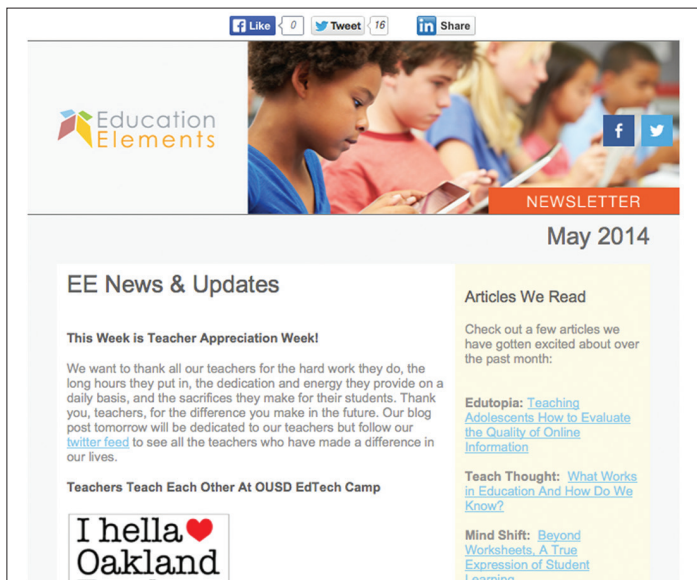 Like 0 Tweet 16 in Share
Education
Elements
f
NEWSLETTER
May 2014
EE News & Updates
This Week is Teacher Appreciation Week!
We want to thank all our teachers for the hard work they do, the
long hours they put in, the dedication and energy they provide on a
daily basis, and the sacrifices they make for their students. Thank
you, teachers, for the difference you make in the future. Our blog
post tomorrow will be dedicated to our teachers but follow our
twitter feed to see all the teachers who have made a difference in
our lives.
Teachers Teach Each Other At OUSD EdTech Camp
I hella
Oakland
Articles We Read
Check out a few articles we
have gotten excited about over
the past month:
Edutopia: Teaching
Adolescents How to Evaluate
the Quality of Online
Information
Teach Thought: What Works
in Education And How Do We
Know?
Mind Shift: Beyond
Worksheets, A True
Expression of Student
Learning